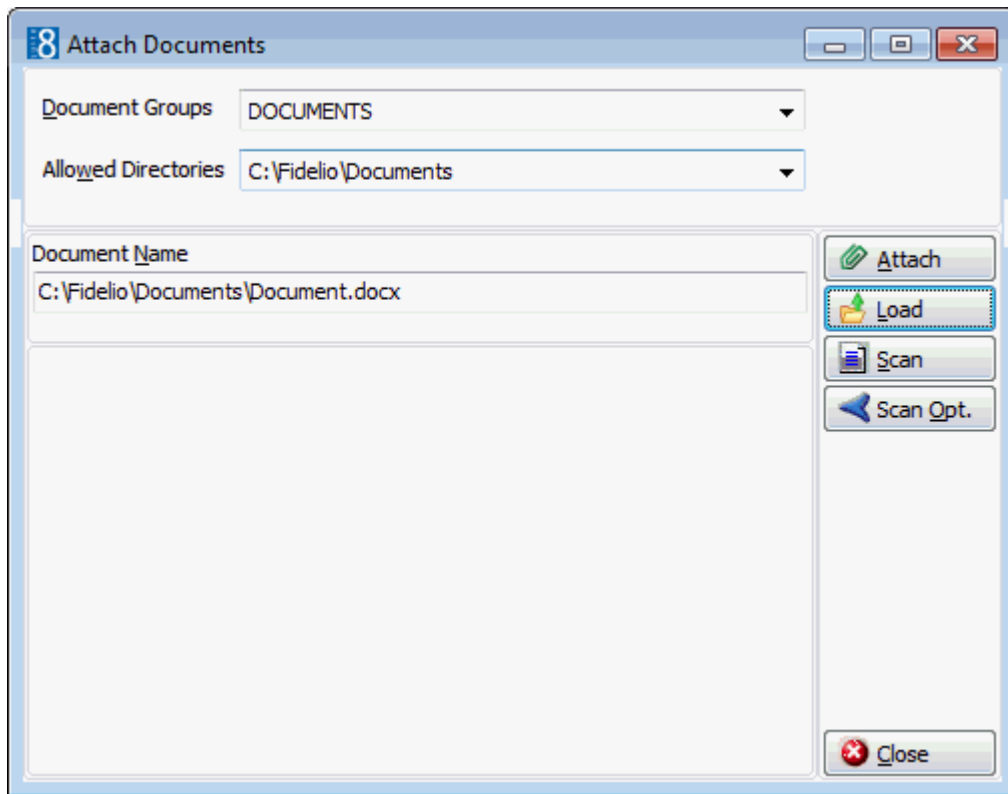 8 Attach Documents
Document Groups DOCUMENTS
Allowed Directories C:\Fidelio\Documents
Document Name
C:\Fidelio\Documents\Document.docx
Attach
Load
Scan
Scan Opt.
Close